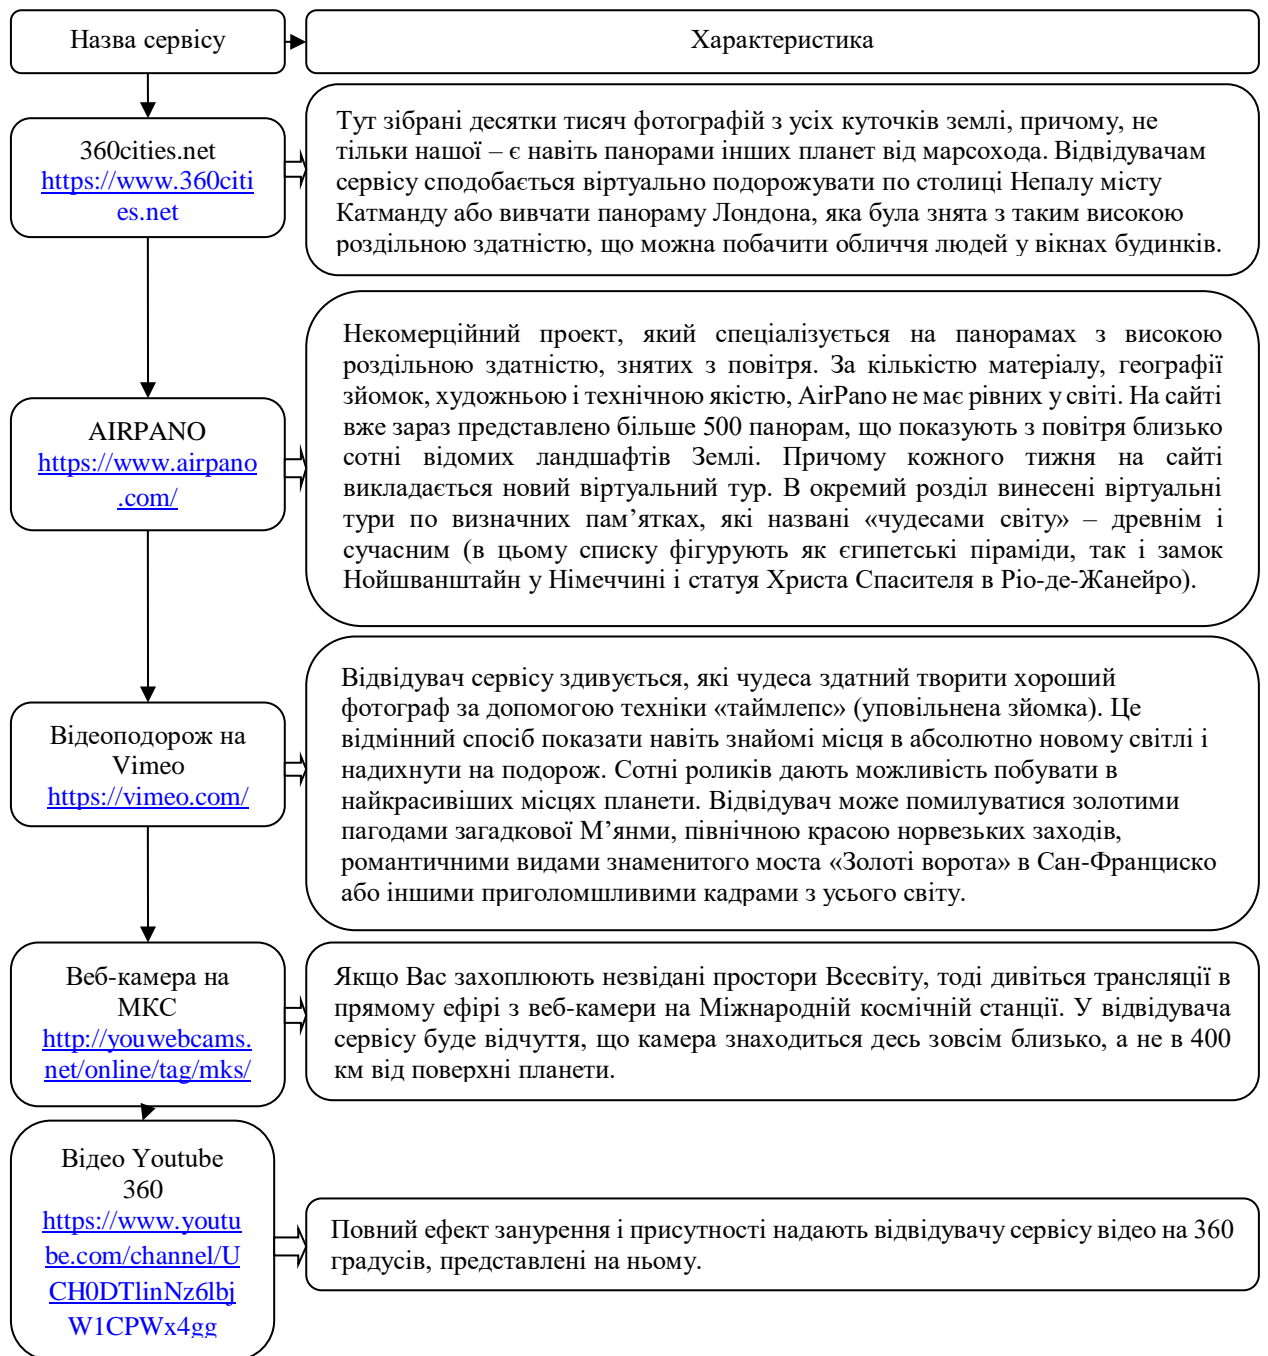 Назва сервісу
Характеристика
360cities.net
https://www.360citi
es.net
Тут зібрані десятки тисяч фотографій з усіх куточків землі, причому, не
тільки нашої – є навіть панорами інших планет від марсохода. Відвідувачам
сервісу сподобається віртуально подорожувати по столиці Непалу місту
Катманду або вивчати панораму Лондона, яка була знята з таким високою
роздільною здатністю, що можна побачити обличчя людей у вікнах будинків.
AIRPANO
https://www.airpano
.com/
Некомерційний проект, який спеціалізується на панорамах з високою
роздільною здатністю, знятих з повітря. За кількістю матеріалу, географії
зйомок, художньою і технічною якістю, AirPano не має рівних у світі. На сайті
вже зараз представлено більше 500 панорам, що показують з повітря близько
сотні відомих ландшафтів Землі. Причому кожного тижня на сайті
викладається новий віртуальний тур. В окремий розділ винесені віртуальні
тури по визначних пам’ятках, які названі «чудесами світу» – древнім і
сучасним (в цьому списку фігурують як єгипетські піраміди, так і замок
Нойшванштайн у Німеччині і статуя Христа Спасителя в Ріо-де-Жанейро).
Відеоподорож на
Vimeo
https://vimeo.com/
Відвідувач сервісу здивується, які чудеса здатний творити хороший
фотограф за допомогою техніки «таймлепс» (уповільнена зйомка). Це
відмінний спосіб показати навіть знайомі місця в абсолютно новому світлі і
надихнути на подорож. Сотні роликів дають можливість побувати в
найкрасивіших місцях планети. Відвідувач може помилуватися золотими
пагодами загадкової М’янми, північною красою норвезьких заходів,
романтичними видами знаменитого моста «Золоті ворота» в Сан-Франциско
або іншими приголомшливими кадрами з усього світу.
Веб-камера на
МКС
http://youwebcams.
net/online/tag/mks/
Якщо Вас захоплюють незвідані простори Всесвіту, тоді дивіться трансляції в
прямому ефірі з веб-камери на Міжнародній космічній станції. У відвідувача
сервісу буде відчуття, що камера знаходиться десь зовсім близько, а не в 400
км від поверхні планети.
Відео Youtube
360
https://www.youtu
be.com/channel/U
CH0DTlinNz6lbj
W1CPWx4gg
Повний ефект занурення і присутності надають відвідувачу сервісу відео на 360
градусів, представлені на ньому.